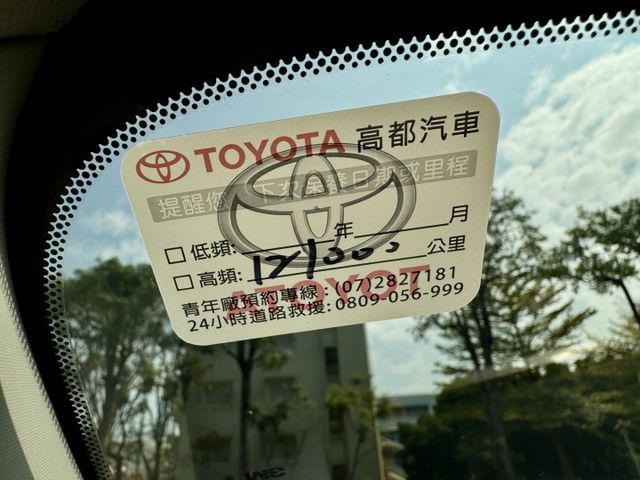 TOYOTA 高都汽車
提醒您 下次保養日期或里程
□ 低頻: 年 月
□ 高頻: 121000 公里
青年廠預約專線:(07)2827181
24小時道路救援:0809-056-999